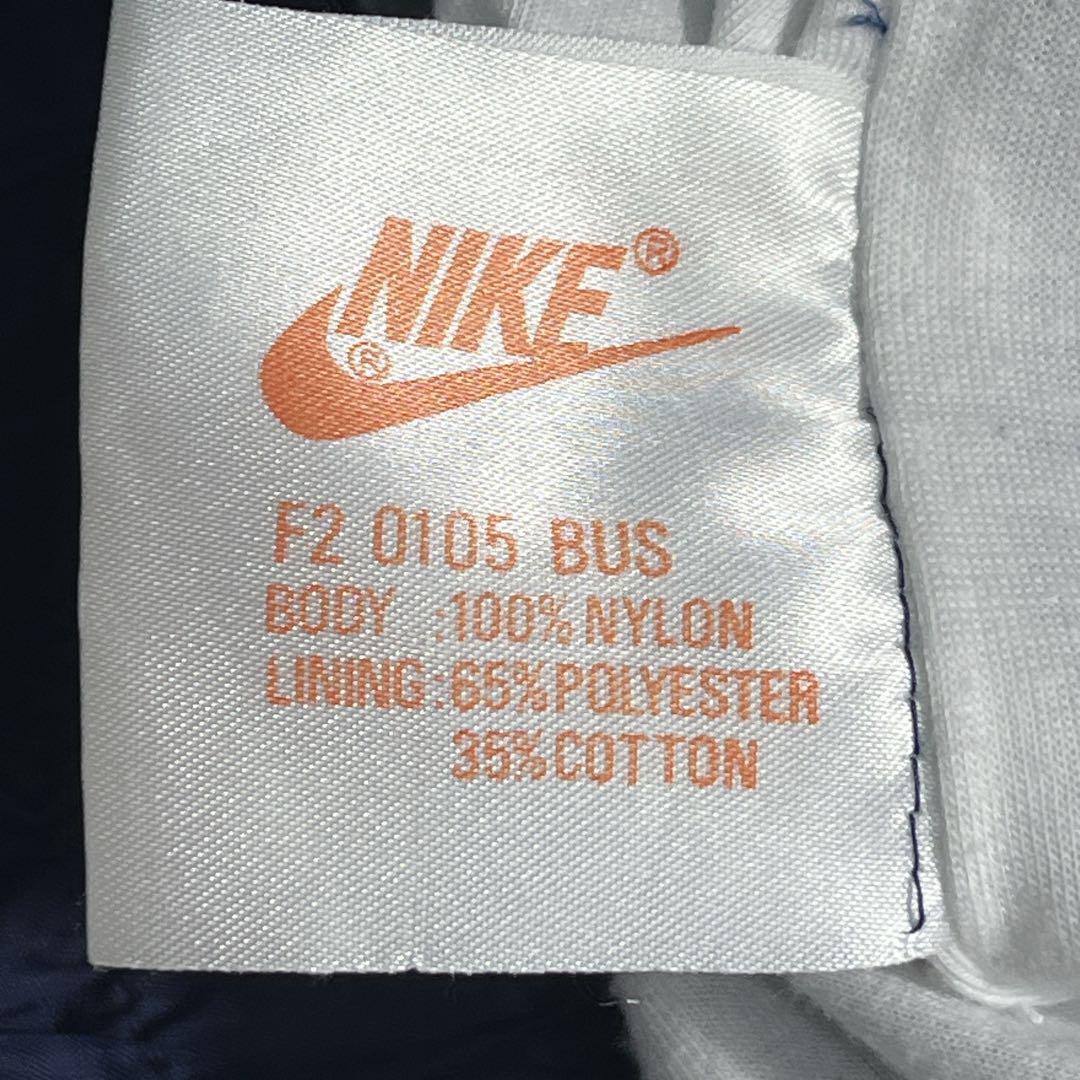 NIKE®
®
F2 0105 BUS
BODY :100%NYLON
LINING:65%POLYESTER
35%COTTON